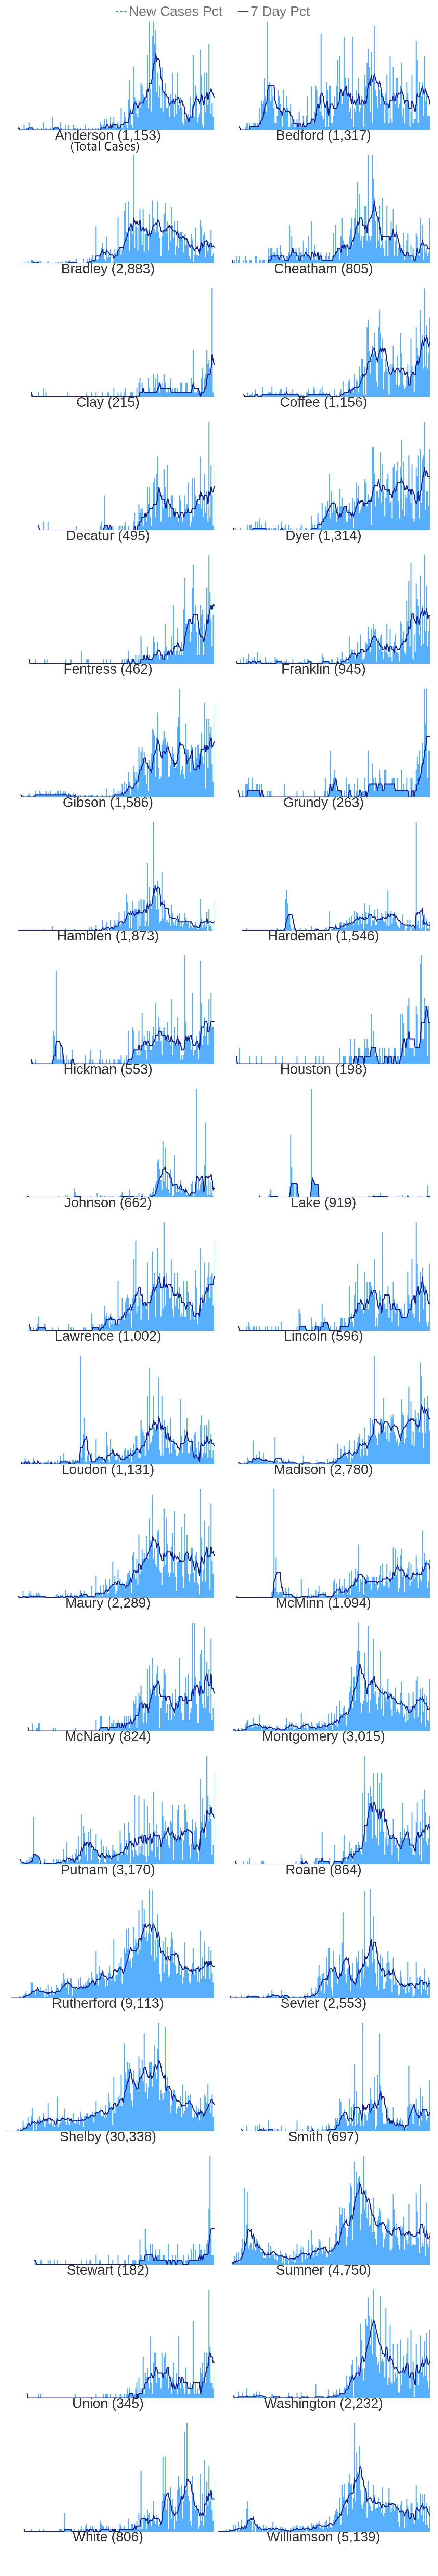 New Cases Pct 7 Day Pct
Anderson (1,153) Bedford (1,317)
(Total Cases)
Bradley (2,883) Cheatham (805)
Clay (215) Coffee (1,156)
Decatur (495) Dyer (1,314)
Fentress (462) Franklin (945)
Gibson (1,586) Grundy (263)
Hamblen (1,873) Hardeman (1,546)
Hickman (553) Houston (198)
Johnson (662) Lake (919)
Lawrence (1,002) Lincoln (596)
Loudon (1,131) Madison (2,780)
Maury (2,289) McMinn (1,094)
McNairy (824) Montgomery (3,015)
Putnam (3,170) Roane (864)
Rutherford (9,113) Sevier (2,553)
Shelby (30,338) Smith (697)
Stewart (182) Sumner (4,750)
Union (345) Washington (2,232)
White (806) Williamson (5,139)